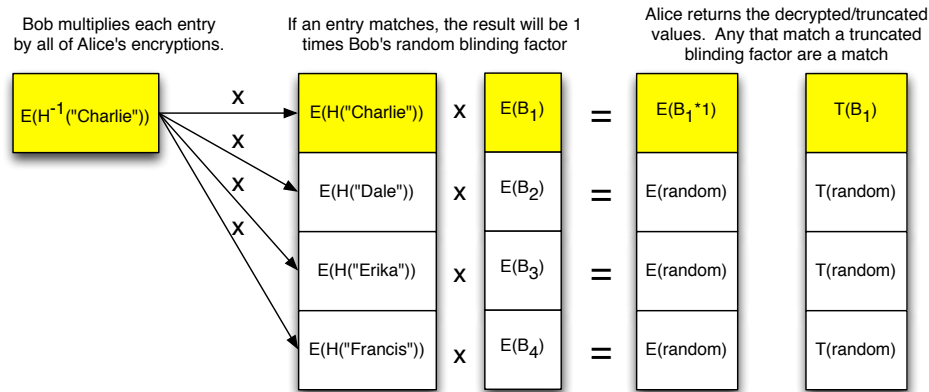 Bob multiplies each entry
by all of Alice's encryptions.
If an entry matches, the result will be 1
times Bob's random blinding factor
Alice returns the decrypted/truncated
values. Any that match a truncated
blinding factor are a match
E(H⁻¹("Charlie")) x E(H("Charlie")) x E(B₁) = E(B₁*1) T(B₁)
x E(H("Dale")) x E(B₂) = E(random) T(random)
x E(H("Erika")) x E(B₃) = E(random) T(random)
x E(H("Francis")) x E(B₄) = E(random) T(random)